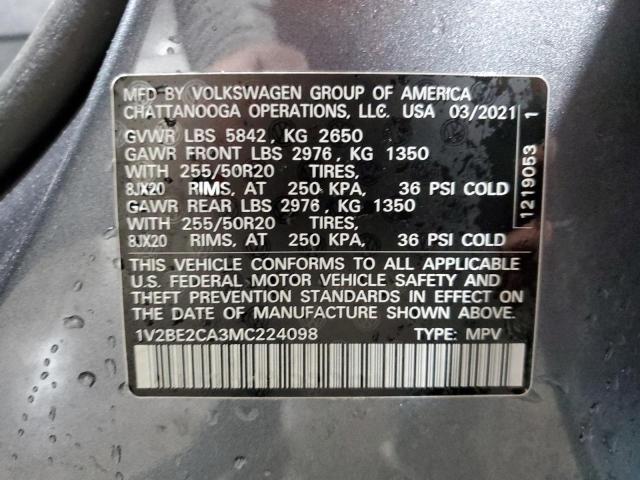 MFD BY VOLKSWAGEN GROUP OF AMERICA
CHATTANOOGA OPERATIONS, LLC. USA 03/2021
GVWR LBS 5842, KG 2650
GAWR FRONT LBS 2976, KG 1350
WITH 255/50R20 TIRES,
8JX20 RIMS, AT 250 KPA, 36 PSI COLD
GAWR REAR LBS 2976, KG 1350
WITH 255/50R20 TIRES,
8JX20 RIMS, AT 250 KPA, 36 PSI COLD
1219053 1
THIS VEHICLE CONFORMS TO ALL APPLICABLE
U.S. FEDERAL MOTOR VEHICLE SAFETY AND
THEFT PREVENTION STANDARDS IN EFFECT ON
THE DATE OF MANUFACTURE SHOWN ABOVE.
1V2BE2CA3MC224098 TYPE: MPV